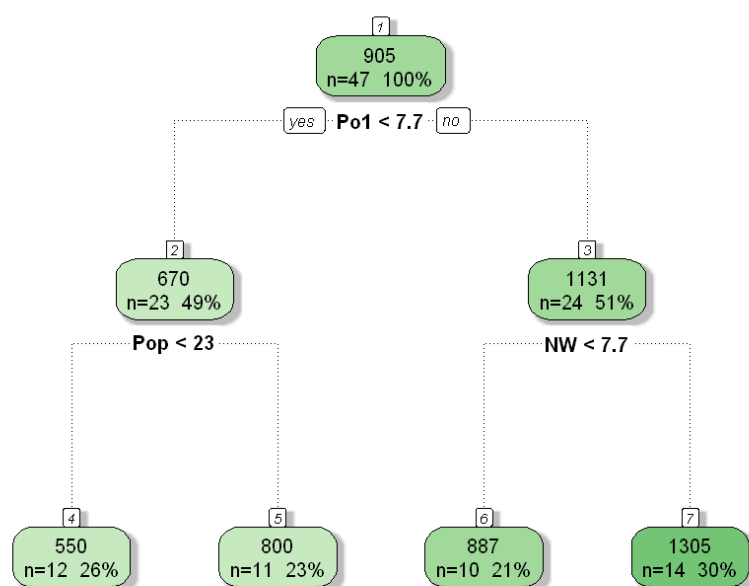 1
905
n=47 100%
yes Po1 < 7.7 no
2
670
n=23 49%
3
1131
n=24 51%
Pop < 23
NW < 7.7
4
550
n=12 26%
5
800
n=11 23%
6
887
n=10 21%
7
1305
n=14 30%